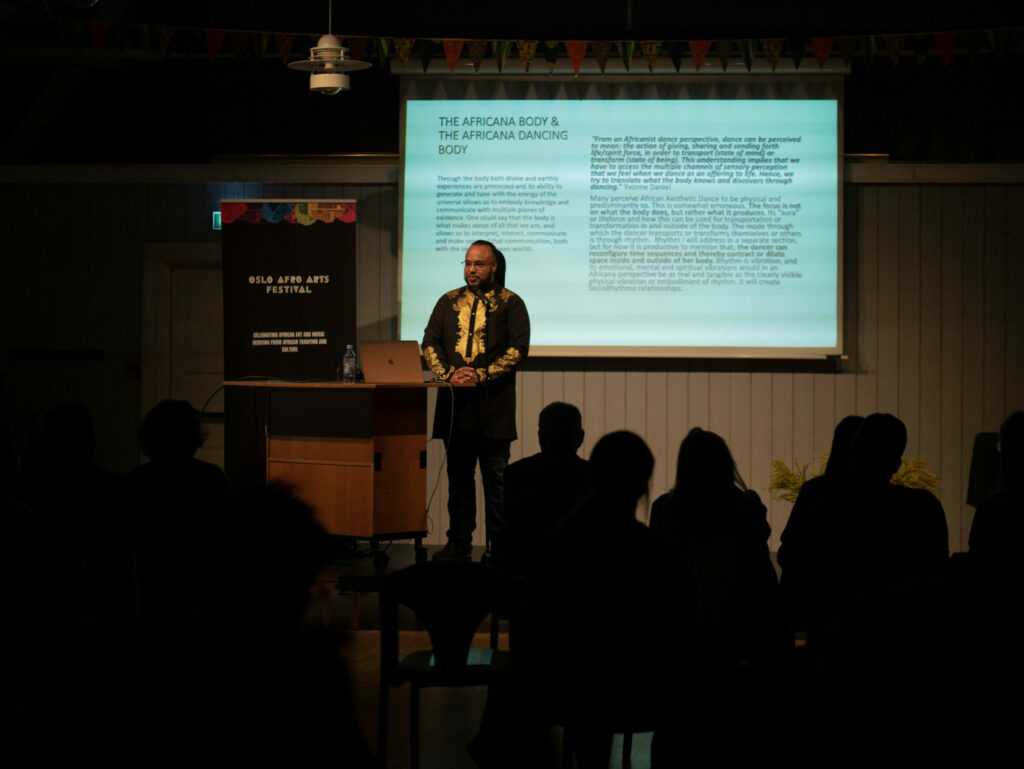 THE AFRICANA BODY &
THE AFRICANA DANCING
BODY
Through the body both divine and earthly
experiences are processed and its ability to
generate and tune with the energy of the
universe allows us to embody knowledge and
communicate with multiple planes of
existence. One could say that the body is
what makes sense of all that we are, and
allows us to interpret, interact, communicate
and make that communication, both
with the worlds.
"From an Africanist dance perspective, dance can be perceived
to mean: the action of giving, sharing and sending forth
life/spirit force, in order to transport (state of mind) or
transform (state of being). This understanding implies that we
have to access the multiple channels of sensory perception
that we feel when we dance as an offering to life. Hence, we
try to translate what the body knows and discovers through
dancing." Yvonne Daniel
Many perceive African Aesthetic Dance to be physical and
predominantly so. This is somewhat erroneous. The focus is not
on what the body does, but rather what it produces. Its "aura"
or lifeforce and how this can be used for transportation or
transformation in and outside of the body. The mode through
which the dancer transports or transforms themselves or others
is through rhythm. Rhythm I will address in a separate section,
but for now it is productive to mention that; the dancer can
reconfigure time sequences and thereby contract or dilate
space inside and outside of her body. Rhythm is vibration, and
its emotional, mental and spiritual vibrations would in an
Africana perspective be as real and tangible as the clearly visible
physical vibration or embodiment of rhythm. It will create
SocioRhythmo relationships.
OSLO AFRO ARTS
FESTIVAL
CELEBRATING AFRICAN ART AND MUSIC
DERIVING FROM AFRICAN TRADITION AND
CULTURE